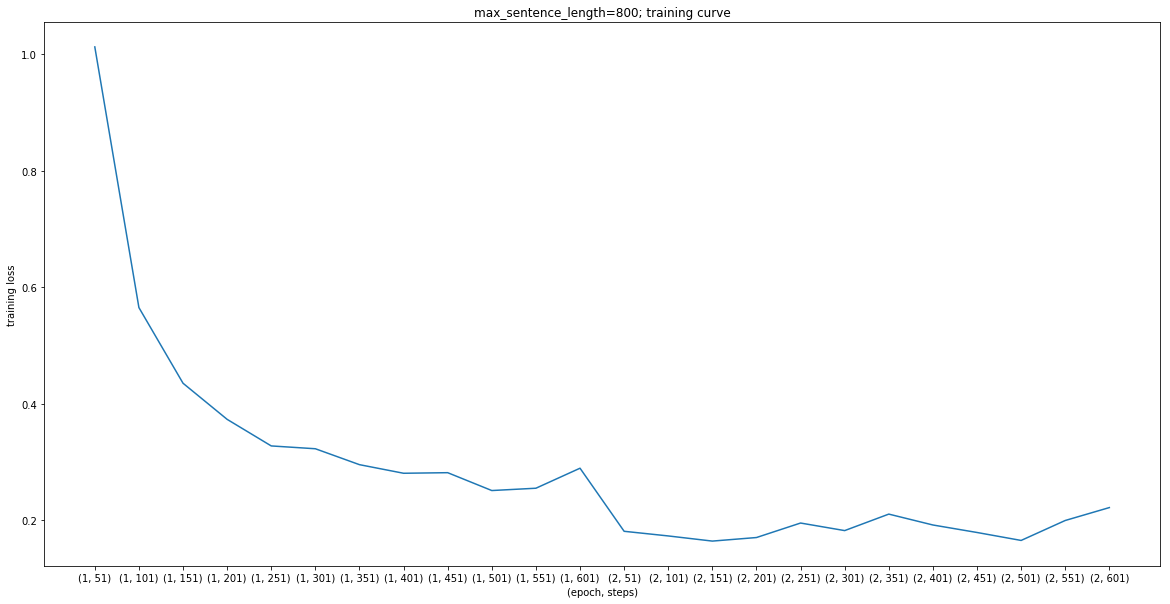 max_sentence_length=800; training curve
1.0
0.8
0.6
0.4
0.2
training loss
(1, 51) (1, 101) (1, 151) (1, 201) (1, 251) (1, 301) (1, 351) (1, 401) (1, 451) (1, 501) (1, 551) (1, 601) (2, 51) (2, 101) (2, 151) (2, 201) (2, 251) (2, 301) (2, 351) (2, 401) (2, 451) (2, 501) (2, 551) (2, 601)
(epoch, steps)